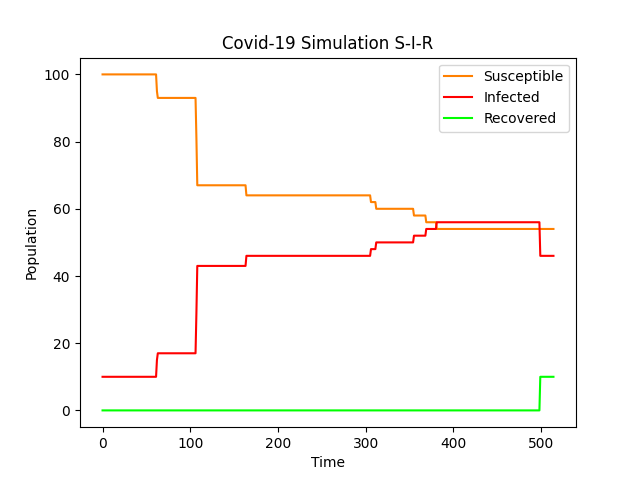 Covid-19 Simulation S-I-R
Susceptible
Infected
Recovered
100
80
60
40
20
0
Population
0 100 200 300 400 500
Time